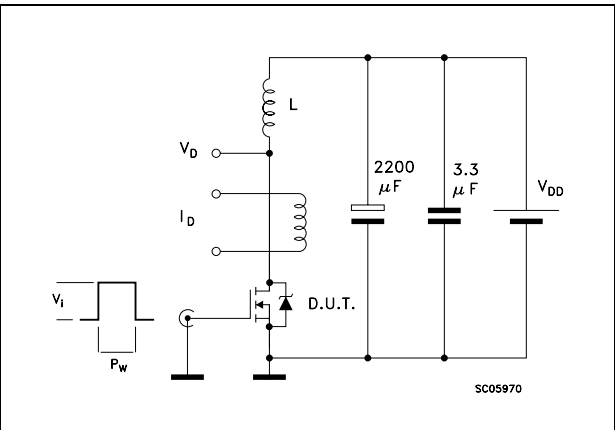 L
V_D
2200
μF
3.3
μF
V_DD
I_D
V_i
D.U.T.
P_W
SC05970